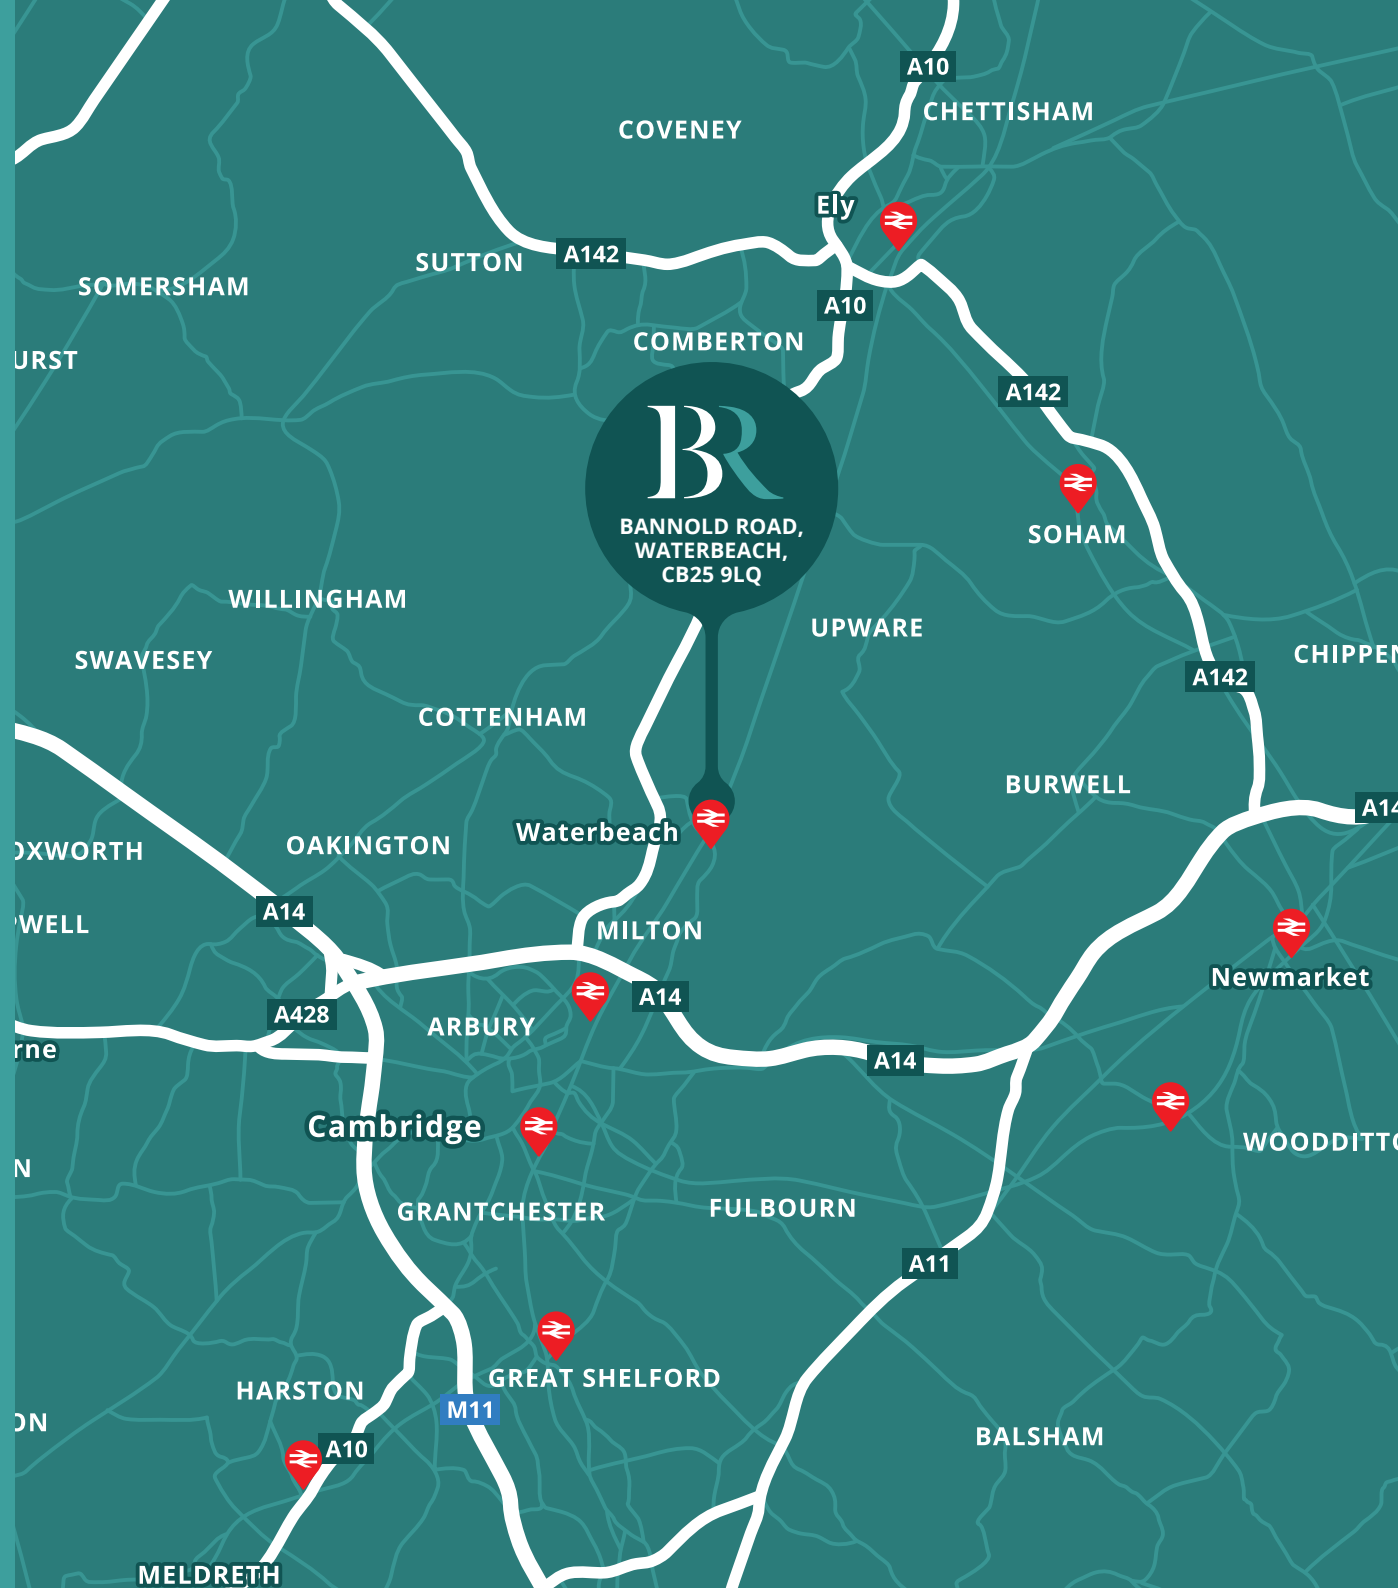 A10
CHETTISHAM
COVENEY
Ely
SUTTON
A142
SOMERSHAM
A10
COMBERTON
URST
A142
BR
BANNOLD ROAD,
WATERBEACH,
CB25 9LQ
SOHAM
WILLINGHAM
UPWARE
SWAVESEY
CHIPPEN
A142
COTTENHAM
BURWELL
A14
Waterbeach
OAKINGTON
OXWORTH
A14
WELL
MILTON
Newmarket
A14
A428
ARBURY
rne
A14
Cambridge
WOODDITTO
N
GRANTCHESTER
FULBOURN
A11
GREAT SHELFORD
HARSTON
M11
ON
BALSHAM
A10
MELDRETH